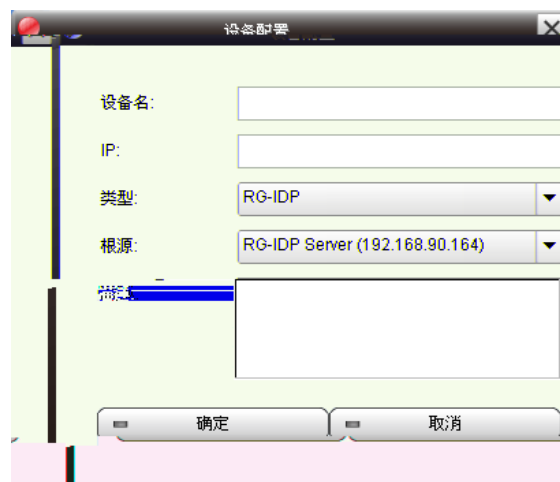 设备配置
设备名:
IP:
类型: RG-IDP
根源: RG-IDP Server (192.168.90.164)
确定 取消